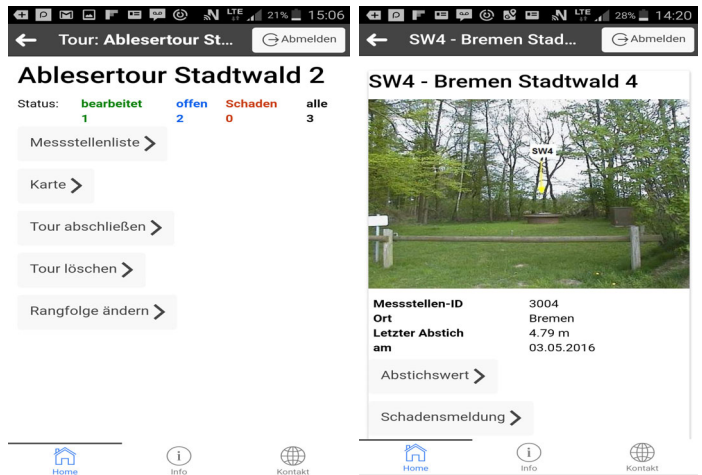 LTE 21% 15:06
Tour: Ablesertour St... Abmelden
Ablesertour Stadtwald 2
Status: bearbeitet offen Schaden alle
1 2 0 3
Messstellenliste
Karte
Tour abschließen
Tour löschen
Rangfolge ändern
Home Info Kontakt
LTE 28% 14:20
SW4 - Bremen Stad... Abmelden
SW4 - Bremen Stadtwald 4
SW4
Messstellen-ID 3004
Ort Bremen
Letzter Abstich 4.79 m
am 03.05.2016
Abstichswert
Schadensmeldung
Home Info Kontakt